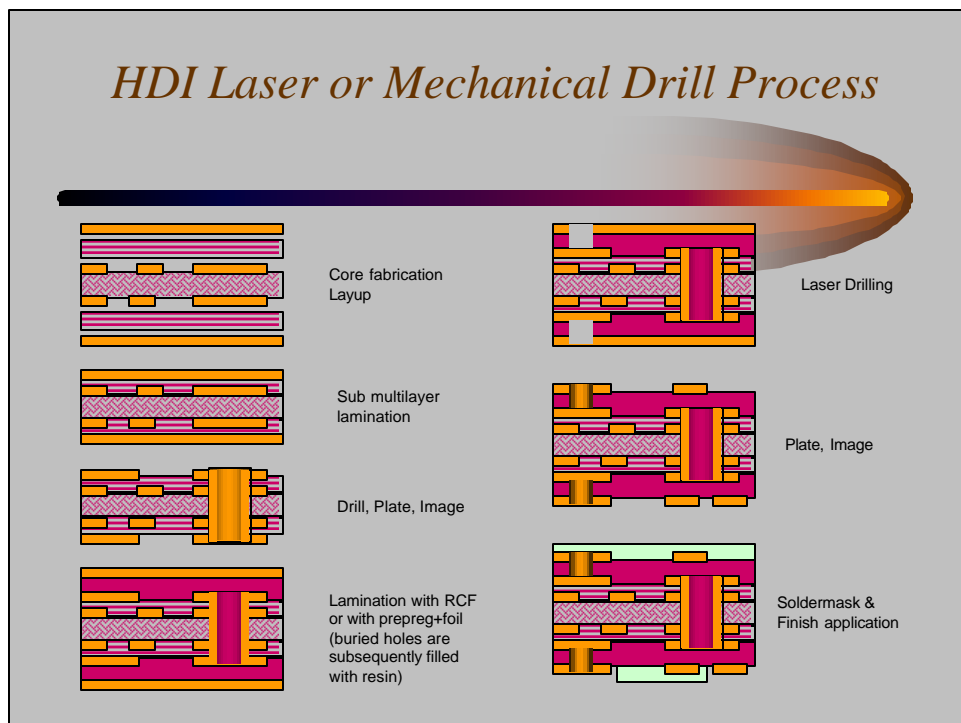 HDI Laser or Mechanical Drill Process
Core fabrication
Layup
Sub multilayer
lamination
Drill, Plate, Image
Lamination with RCF
or with prepreg+foil
(buried holes are
subsequently filled
with resin)
Laser Drilling
Plate, Image
Soldermask &
Finish application